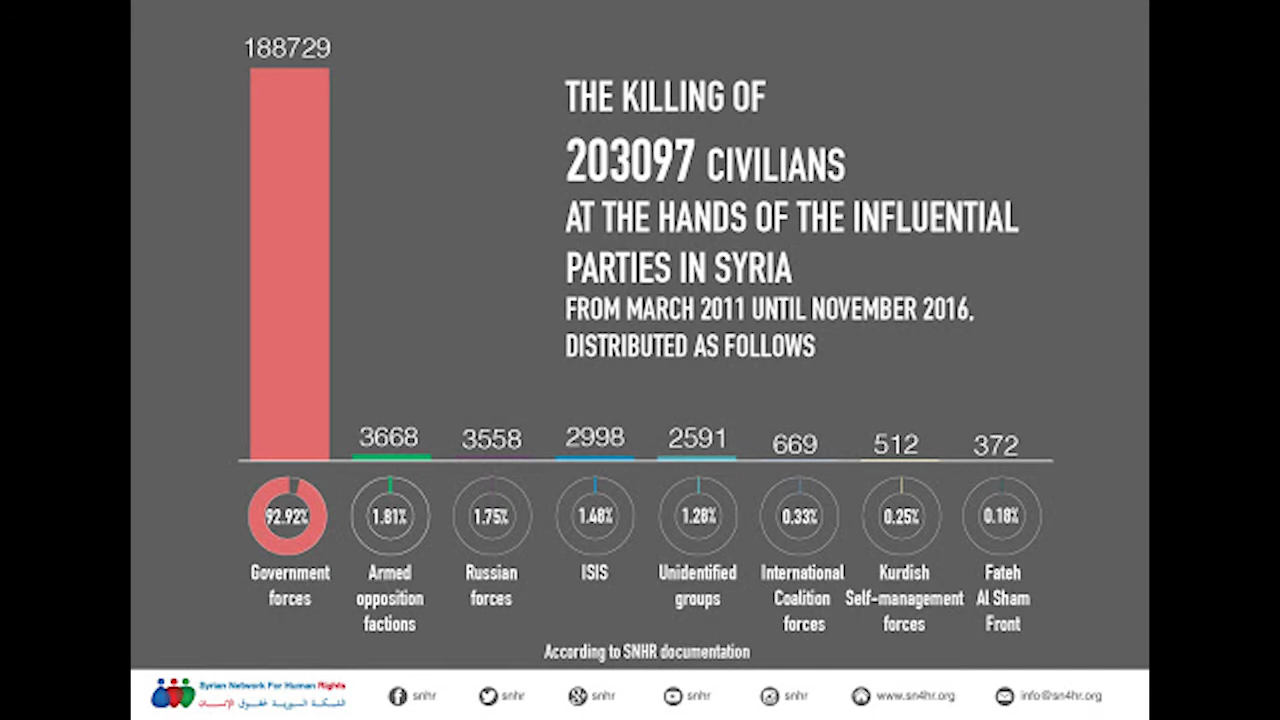 188729
THE KILLING OF
203097 CIVILIANS
AT THE HANDS OF THE INFLUENTIAL
PARTIES IN SYRIA
FROM MARCH 2011 UNTIL NOVEMBER 2016,
DISTRIBUTED AS FOLLOWS
3668 3558 2998 2591 669 512 372
92.92% 1.81% 1.75% 1.48% 1.28% 0.33% 0.25% 0.18%
Government forces
Armed opposition factions
Russian forces
ISIS
Unidentified groups
International Coalition forces
Kurdish Self-management forces
Fateh Al Sham Front
According to SNHR documentation
Syrian Network For Human Rights
الشبكة السورية لحقوق الإنسان
snhr snhr snhr snhr snhr www.sn4hr.org info@sn4hr.org